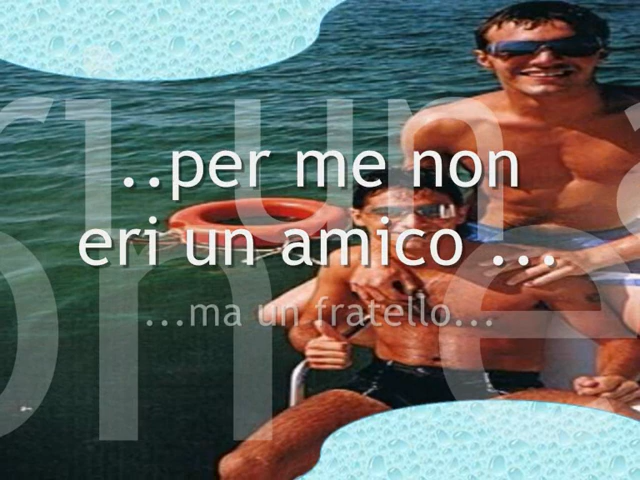 ..per me non
eri un amico ...
...ma un fratello...